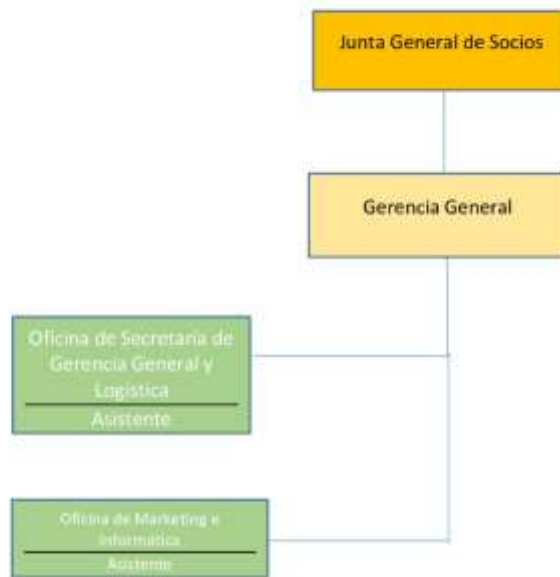 Junta General de Socios
Gerencia General
Oficina de Secretaría de
Gerencia General y
Logística
Asistente
Oficina de Marketing e
Informática
Asistente